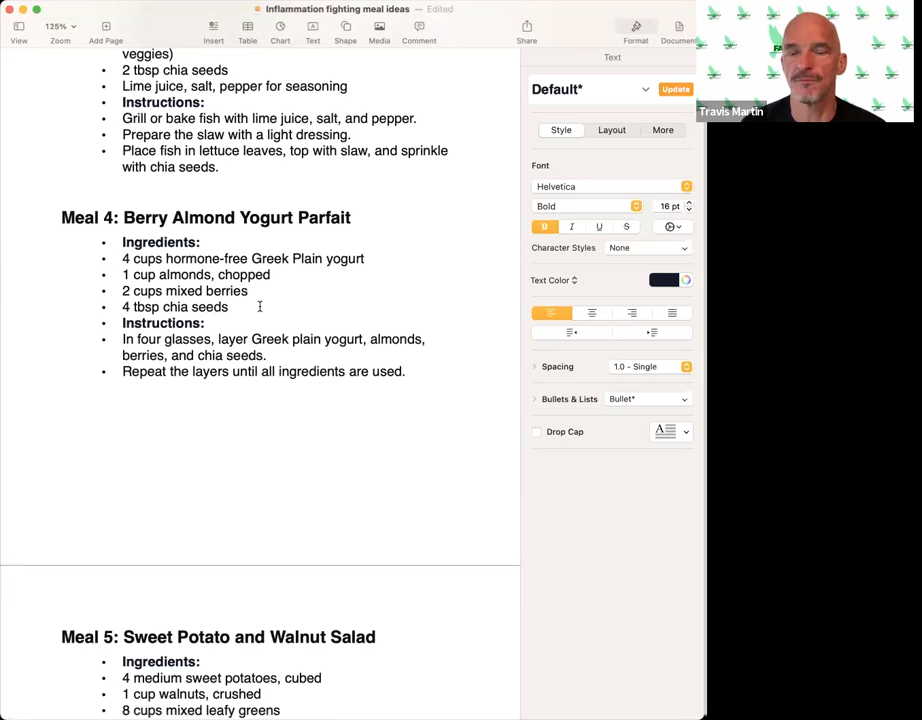 Inflammation fighting meal ideas — Edited
125%
View
Zoom
Add Page
Insert
Table
Chart
Text
Shape
Media
Comment
Share
Format
Documen
veggies)
• 2 tbsp chia seeds
• Lime juice, salt, pepper for seasoning
• Instructions:
• Grill or bake fish with lime juice, salt, and pepper.
• Prepare the slaw with a light dressing.
• Place fish in lettuce leaves, top with slaw, and sprinkle
with chia seeds.
Meal 4: Berry Almond Yogurt Parfait
• Ingredients:
• 4 cups hormone-free Greek Plain yogurt
• 1 cup almonds, chopped
• 2 cups mixed berries
• 4 tbsp chia seeds
• Instructions:
• In four glasses, layer Greek plain yogurt, almonds,
berries, and chia seeds.
• Repeat the layers until all ingredients are used.
Meal 5: Sweet Potato and Walnut Salad
• Ingredients:
• 4 medium sweet potatoes, cubed
• 1 cup walnuts, crushed
• 8 cups mixed leafy greens
Text
Default*
Update
Style
Layout
More
Font
Helvetica
Bold
16 pt
B
I
U
S
Character Styles
None
Text Color
Spacing
1.0 - Single
Bullets & Lists
Bullet*
Drop Cap
A
FA
Travis Martin